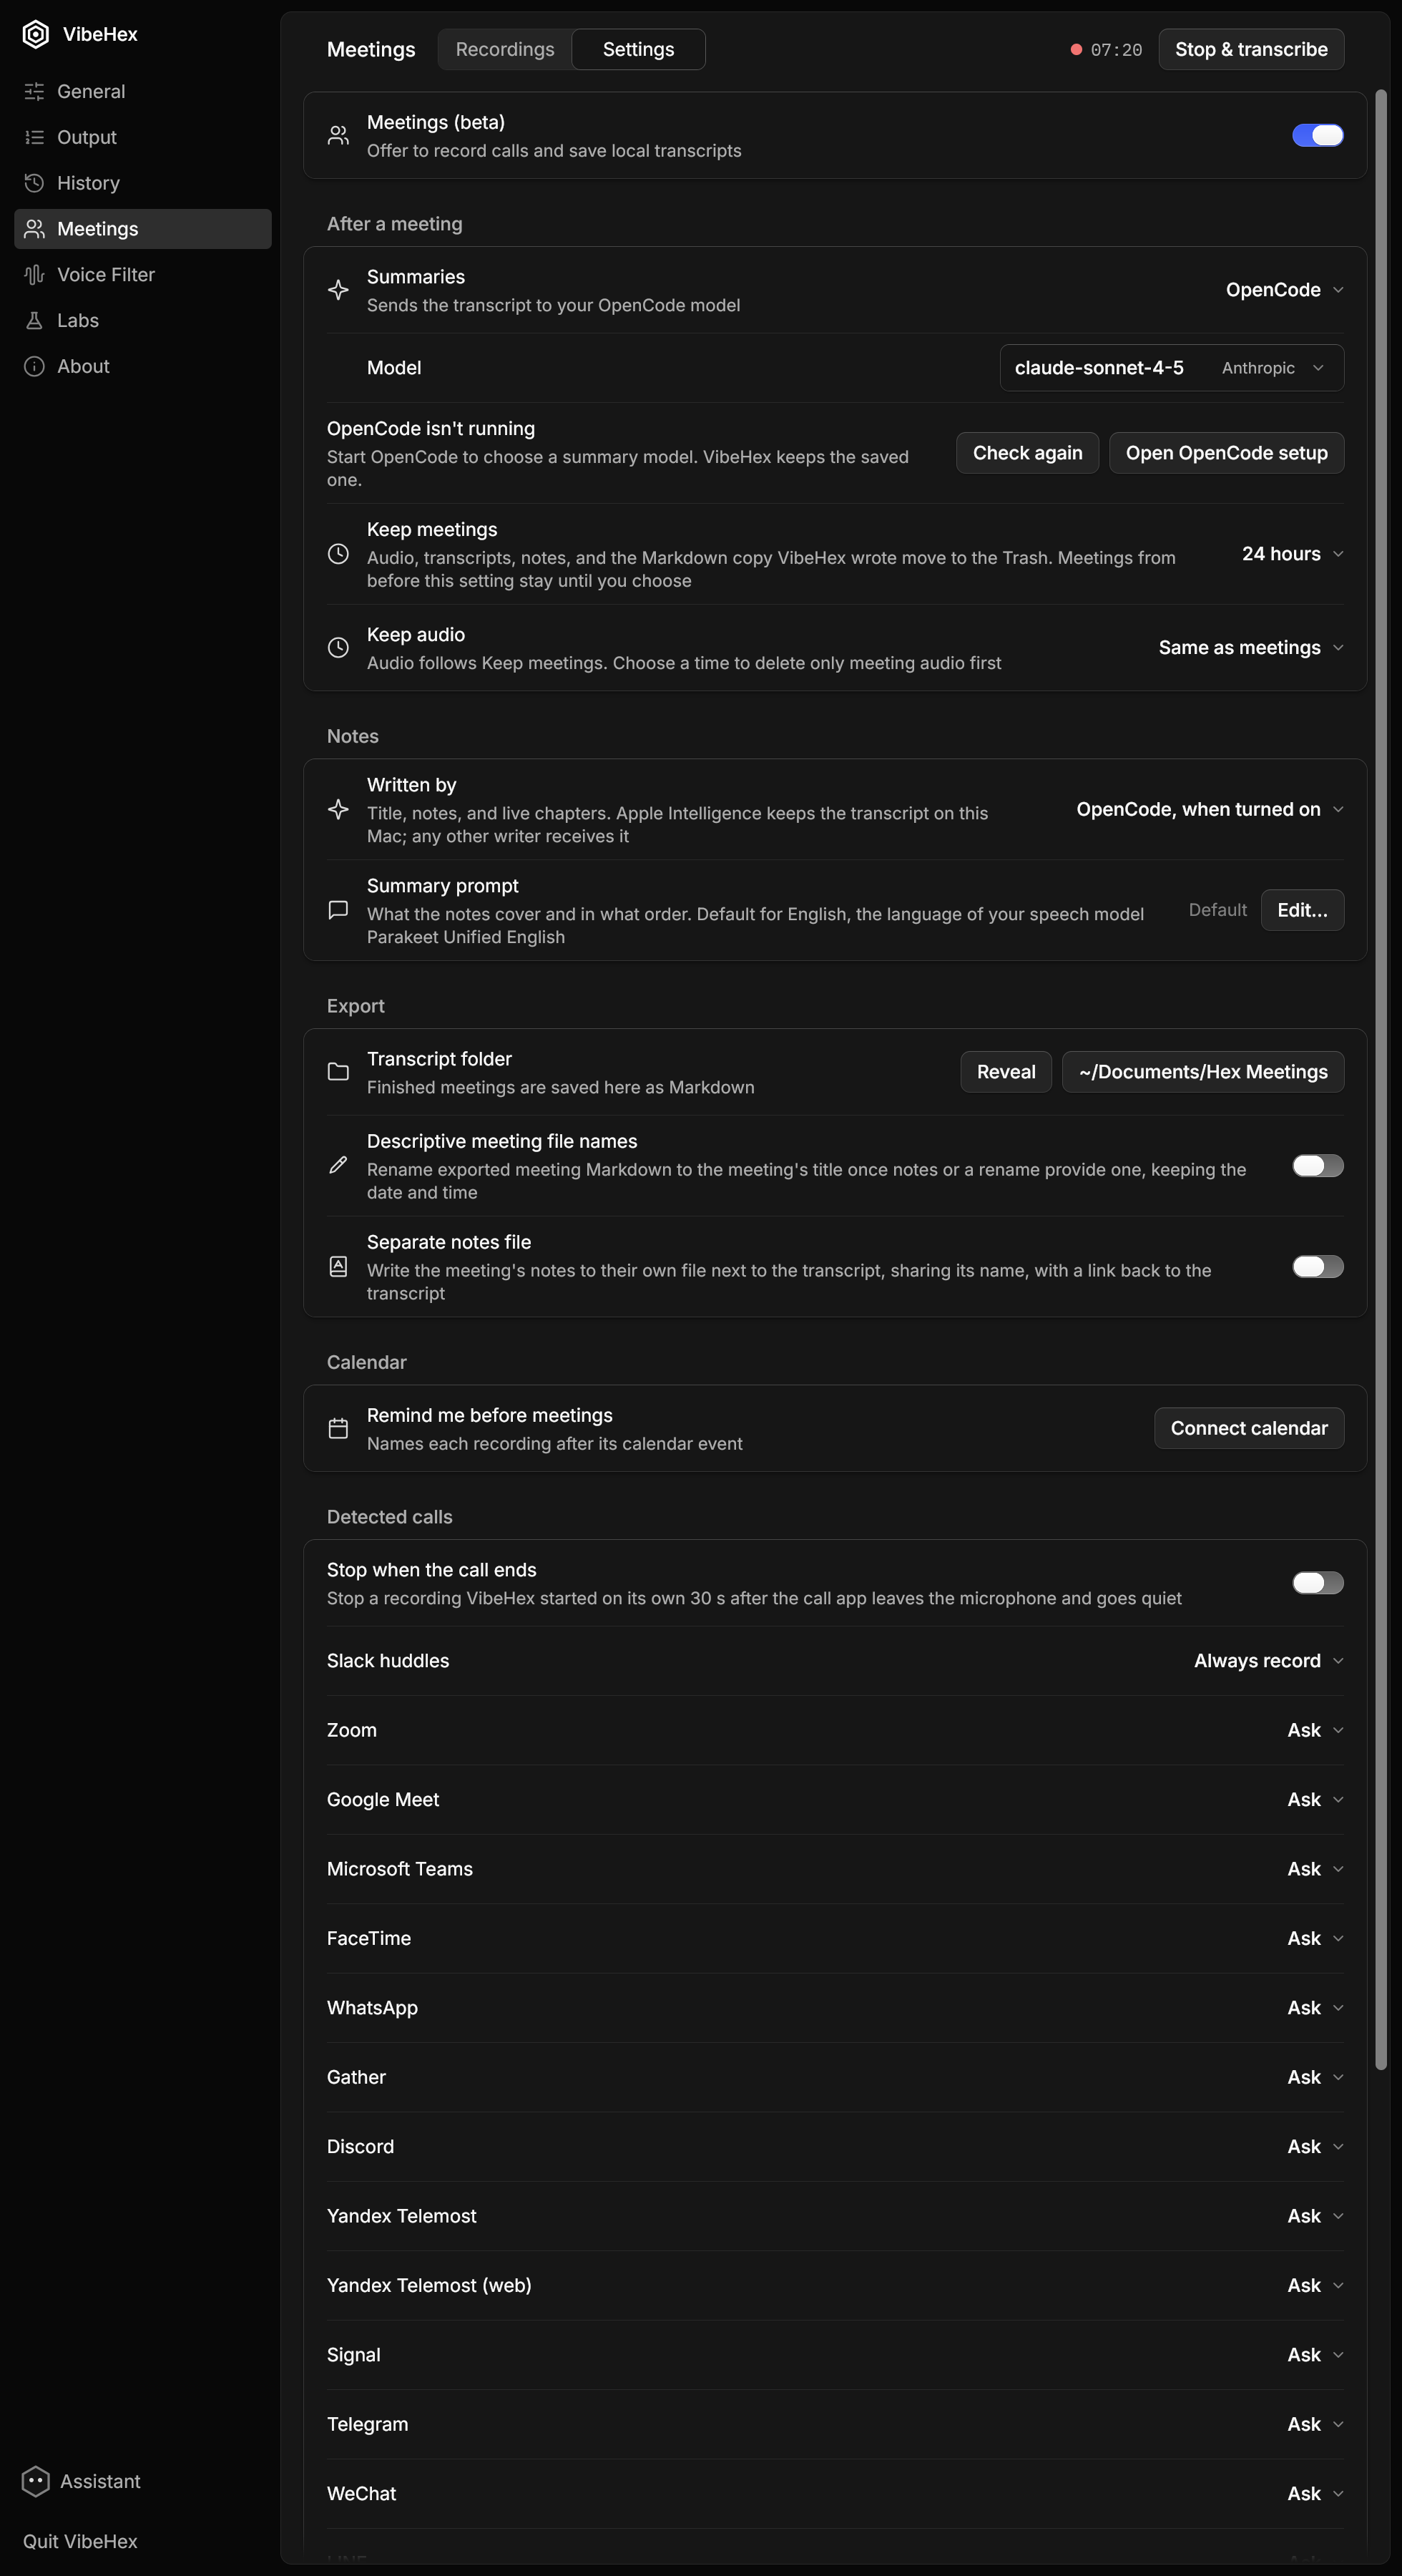 VibeHex
General
Output
History
Meetings
Voice Filter
Labs
About
Assistant
Quit VibeHex
Meetings
Recordings
Settings
07:20
Stop & transcribe
Meetings (beta)
Offer to record calls and save local transcripts
After a meeting
Summaries
Sends the transcript to your OpenCode model
OpenCode
Model
claude-sonnet-4-5
Anthropic
OpenCode isn't running
Start OpenCode to choose a summary model. VibeHex keeps the saved
one.
Check again
Open OpenCode setup
Keep meetings
Audio, transcripts, notes, and the Markdown copy VibeHex wrote move to the Trash. Meetings from
before this setting stay until you choose
24 hours
Keep audio
Audio follows Keep meetings. Choose a time to delete only meeting audio first
Same as meetings
Notes
Written by
Title, notes, and live chapters. Apple Intelligence keeps the transcript on this
Mac; any other writer receives it
OpenCode, when turned on
Summary prompt
What the notes cover and in what order. Default for English, the language of your speech model
Parakeet Unified English
Default
Edit...
Export
Transcript folder
Finished meetings are saved here as Markdown
Reveal
~/Documents/Hex Meetings
Descriptive meeting file names
Rename exported meeting Markdown to the meeting's title once notes or a rename provide one, keeping the
date and time
Separate notes file
Write the meeting's notes to their own file next to the transcript, sharing its name, with a link back to the
transcript
Calendar
Remind me before meetings
Names each recording after its calendar event
Connect calendar
Detected calls
Stop when the call ends
Stop a recording VibeHex started on its own 30 s after the call app leaves the microphone and goes quiet
Slack huddles
Always record
Zoom
Ask
Google Meet
Ask
Microsoft Teams
Ask
FaceTime
Ask
WhatsApp
Ask
Gather
Ask
Discord
Ask
Yandex Telemost
Ask
Yandex Telemost (web)
Ask
Signal
Ask
Telegram
Ask
WeChat
Ask